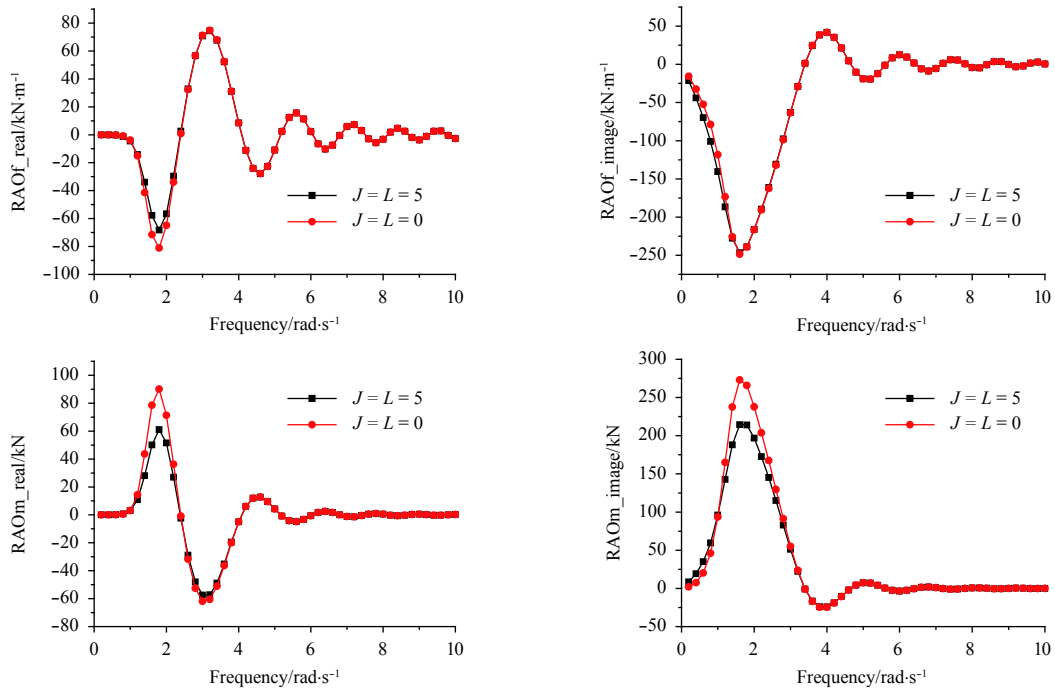 80
60
40
20
0
−20
−40
−60
−80
−100
RAOf_real/kN·m⁻¹
J = L = 5
J = L = 0
0 2 4 6 8 10
Frequency/rad·s⁻¹
50
0
−50
−100
−150
−200
−250
RAOf_image/kN·m⁻¹
J = L = 5
J = L = 0
0 2 4 6 8 10
Frequency/rad·s⁻¹
100
80
60
40
20
0
−20
−40
−60
−80
RAOm_real/kN
J = L = 5
J = L = 0
0 2 4 6 8 10
Frequency/rad·s⁻¹
300
250
200
150
100
50
0
−50
RAOm_image/kN
J = L = 5
J = L = 0
0 2 4 6 8 10
Frequency/rad·s⁻¹